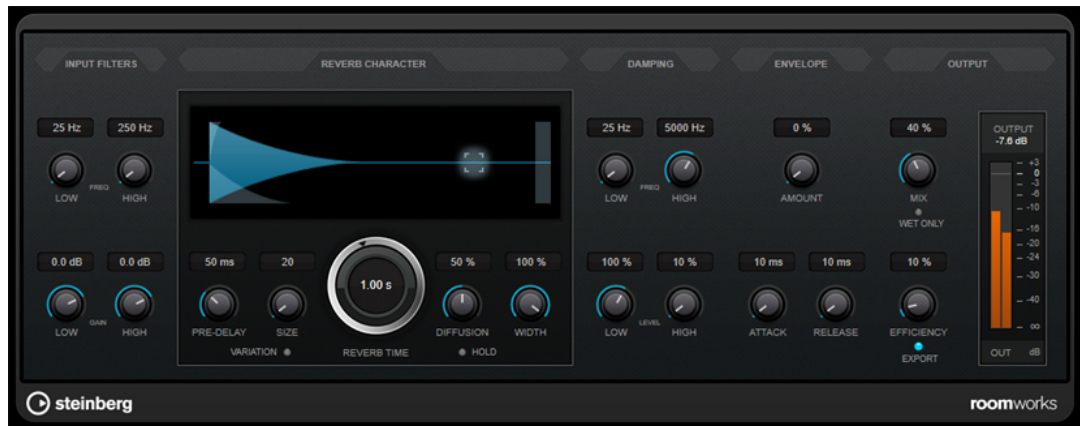 INPUT FILTERS REVERB CHARACTER DAMPING ENVELOPE OUTPUT
25 Hz 250 Hz 25 Hz 5000 Hz 0 % 40 %
OUTPUT
-7.6 dB
LOW FREQ HIGH LOW FREQ HIGH AMOUNT MIX
WET ONLY
0.0 dB 0.0 dB 50 ms 20 1.00 s 50 % 100 % 100 % 10 % 10 ms 10 ms 10 %
LOW GAIN HIGH PRE-DELAY SIZE DIFFUSION WIDTH LOW LEVEL HIGH ATTACK RELEASE EFFICIENCY
VARIATION REVERB TIME HOLD EXPORT
+3
0
-3
-6
-10
-16
-20
-24
-30
-40
∞
OUT dB
steinberg roomworks